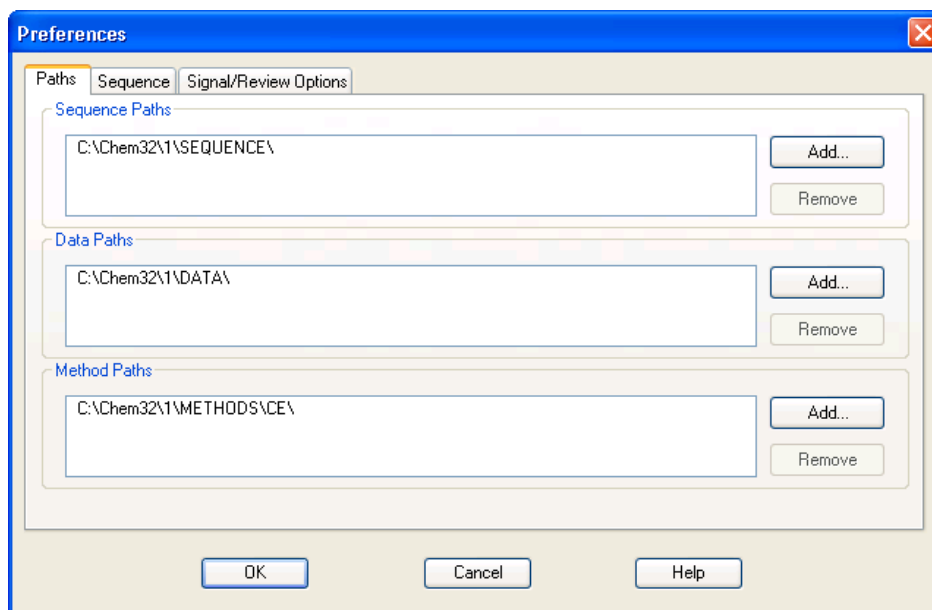 Preferences
Paths Sequence Signal/Review Options
Sequence Paths
C:\Chem32\1\SEQUENCE\
Add...
Remove
Data Paths
C:\Chem32\1\DATA\
Add...
Remove
Method Paths
C:\Chem32\1\METHODS\CE\
Add...
Remove
OK Cancel Help